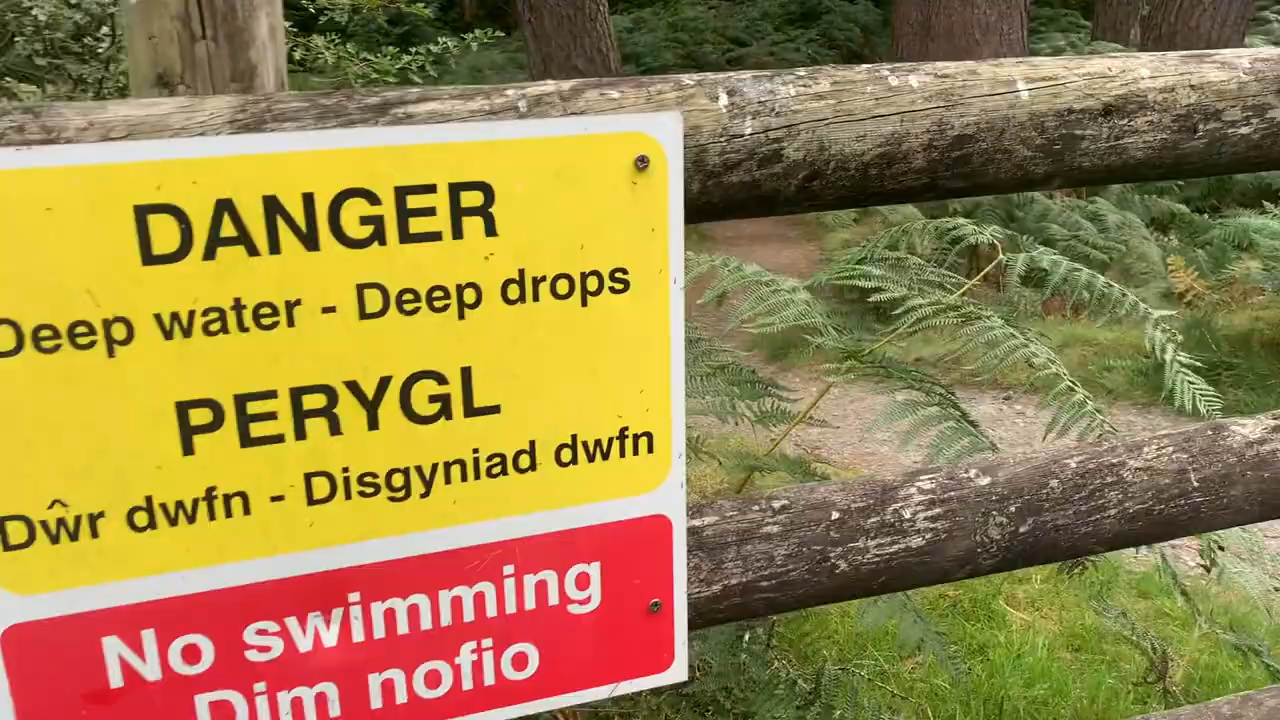 DANGER
Deep water - Deep drops
PERYGL
Dŵr dwfn - Disgyniad dwfn
No swimming
Dim nofio